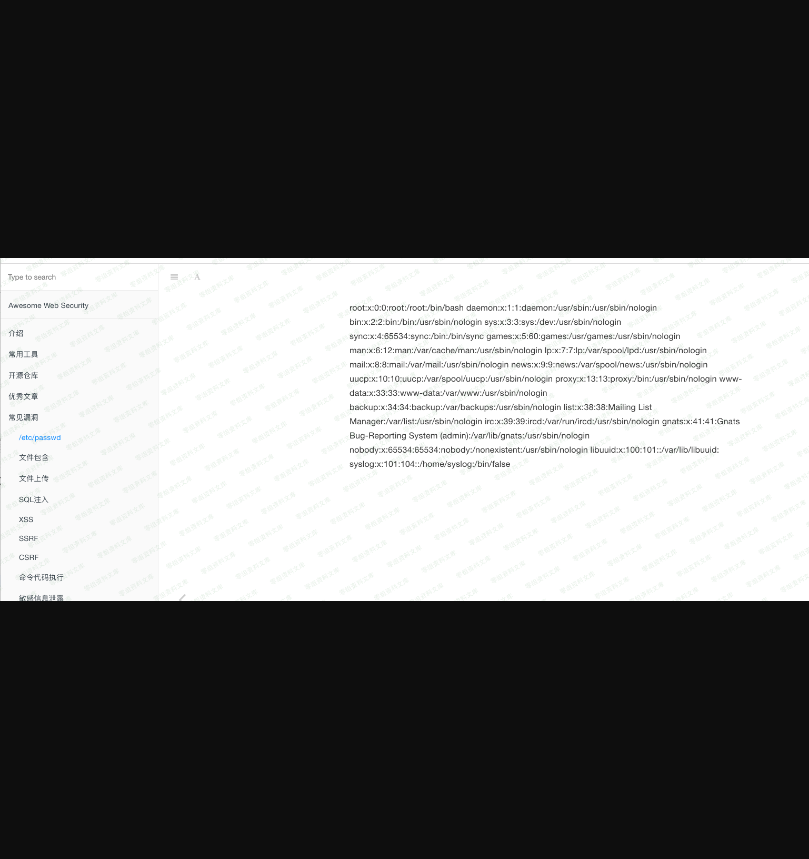 Type to search
Awesome Web Security
介绍
常用工具
开源仓库
优秀文章
常见漏洞
/etc/passwd
文件包含
文件上传
SQL注入
XSS
SSRF
CSRF
命令代码执行
敏感信息泄露
A
root:x:0:0:root:/root:/bin/bash daemon:x:1:1:daemon:/usr/sbin:/usr/sbin/nologin
bin:x:2:2:bin:/bin:/usr/sbin/nologin sys:x:3:3:sys:/dev:/usr/sbin/nologin
sync:x:4:65534:sync:/bin:/bin/sync games:x:5:60:games:/usr/games:/usr/sbin/nologin
man:x:6:12:man:/var/cache/man:/usr/sbin/nologin lp:x:7:7:lp:/var/spool/lpd:/usr/sbin/nologin
mail:x:8:8:mail:/var/mail:/usr/sbin/nologin news:x:9:9:news:/var/spool/news:/usr/sbin/nologin
uucp:x:10:10:uucp:/var/spool/uucp:/usr/sbin/nologin proxy:x:13:13:proxy:/bin:/usr/sbin/nologin www-
data:x:33:33:www-data:/var/www:/usr/sbin/nologin
backup:x:34:34:backup:/var/backups:/usr/sbin/nologin list:x:38:38:Mailing List
Manager:/var/list:/usr/sbin/nologin irc:x:39:39:ircd:/var/run/ircd:/usr/sbin/nologin gnats:x:41:41:Gnats
Bug-Reporting System (admin):/var/lib/gnats:/usr/sbin/nologin
nobody:x:65534:65534:nobody:/nonexistent:/usr/sbin/nologin libuuid:x:100:101::/var/lib/libuuid:
syslog:x:101:104::/home/syslog:/bin/false